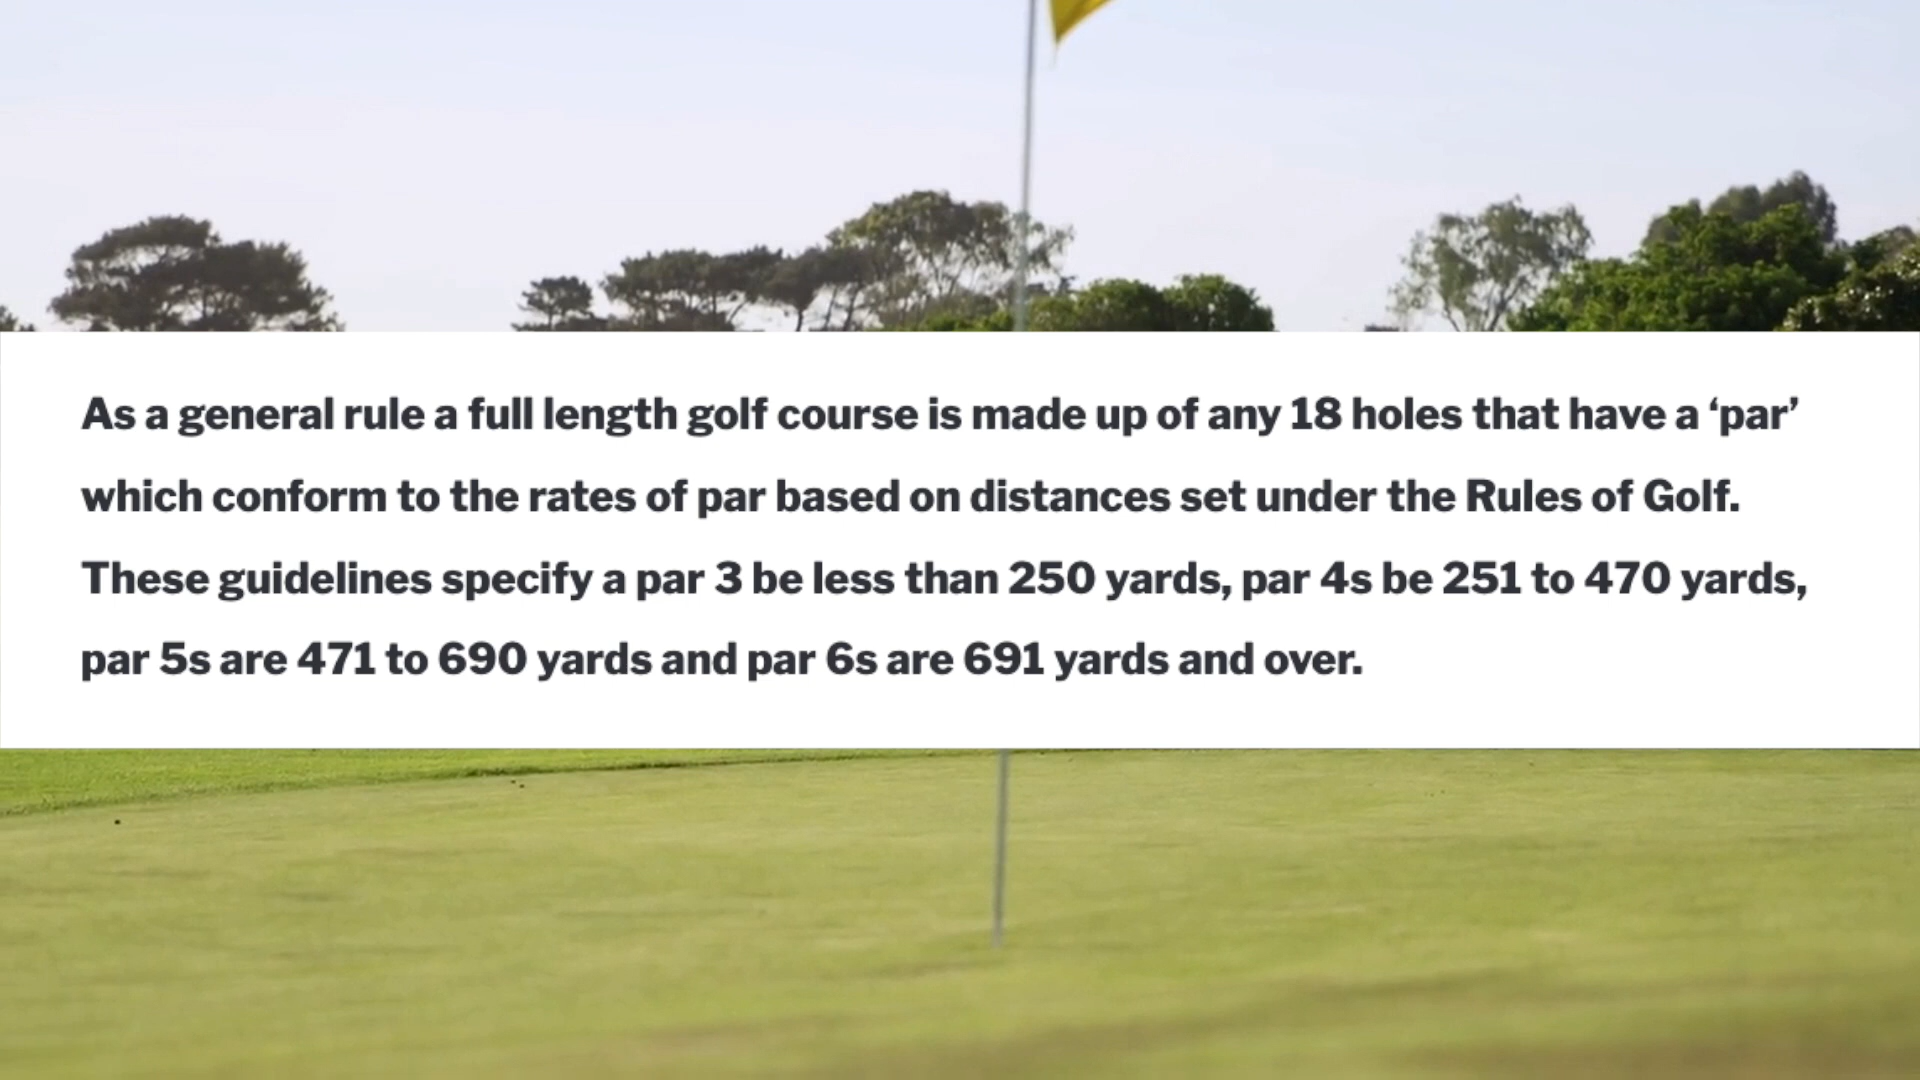 As a general rule a full length golf course is made up of any 18 holes that have a ‘par’
which conform to the rates of par based on distances set under the Rules of Golf.
These guidelines specify a par 3 be less than 250 yards, par 4s be 251 to 470 yards,
par 5s are 471 to 690 yards and par 6s are 691 yards and over.